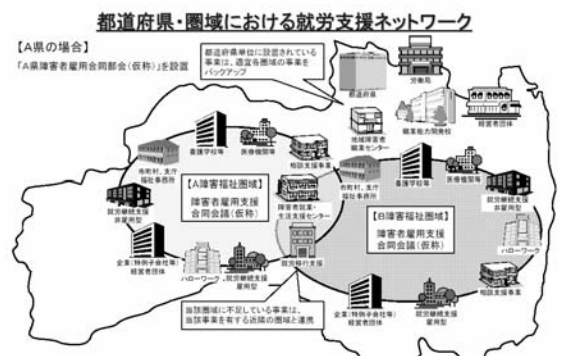 都道府県・圏域における就労支援ネットワーク
【A県の場合】
「A県障害者雇用合同部会(仮称)」を設置
都道府県単位に設置されている
事業は、適宜各圏域の事業を
バックアップ
都道府県
労働局
地域障害者
職業センター
職業能力開発校
経営者団体
養護学校等
医療機関等
相談支援事業
市町村、支庁
福祉事務所
【A障害福祉圏域】
障害者雇用支援
合同会議(仮称)
障害者就業・
生活支援センター
就労継続支援
非雇用型
企業(特例子会社等)
経営者団体
ハローワーク
就労継続支援
雇用型
就労移行支援
市町村、支庁
福祉事務所
養護学校等
医療機関等
就労継続支援
非雇用型
【B障害福祉圏域】
障害者雇用支援
合同会議(仮称)
ハローワーク
相談支援事業
就労継続支援
雇用型
企業(特例子会社等)
経営者団体
当該圏域に不足している事業は、
当該事業を有する近隣の圏域と連携